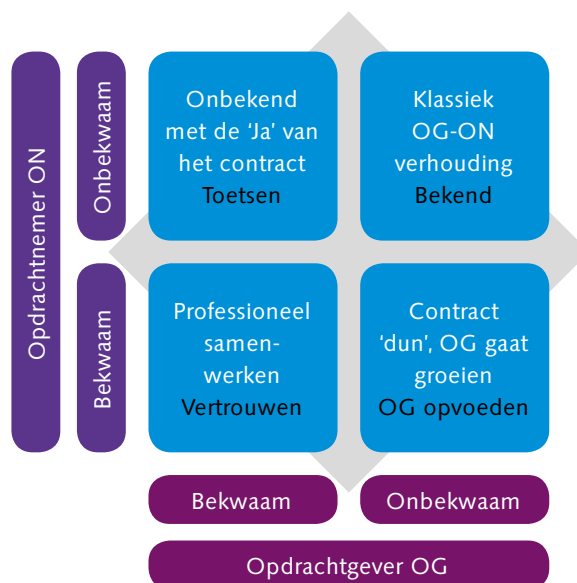 Opdrachtnemer ON
Onbekwaam
Bekwaam
Onbekend
met de ‘Ja’ van
het contract
Toetsen
Klassiek
OG-ON
verhouding
Bekend
Professioneel
samen-
werken
Vertrouwen
Contract
‘dun’, OG gaat
groeien
OG opvoeden
Bekwaam
Onbekwaam
Opdrachtgever OG